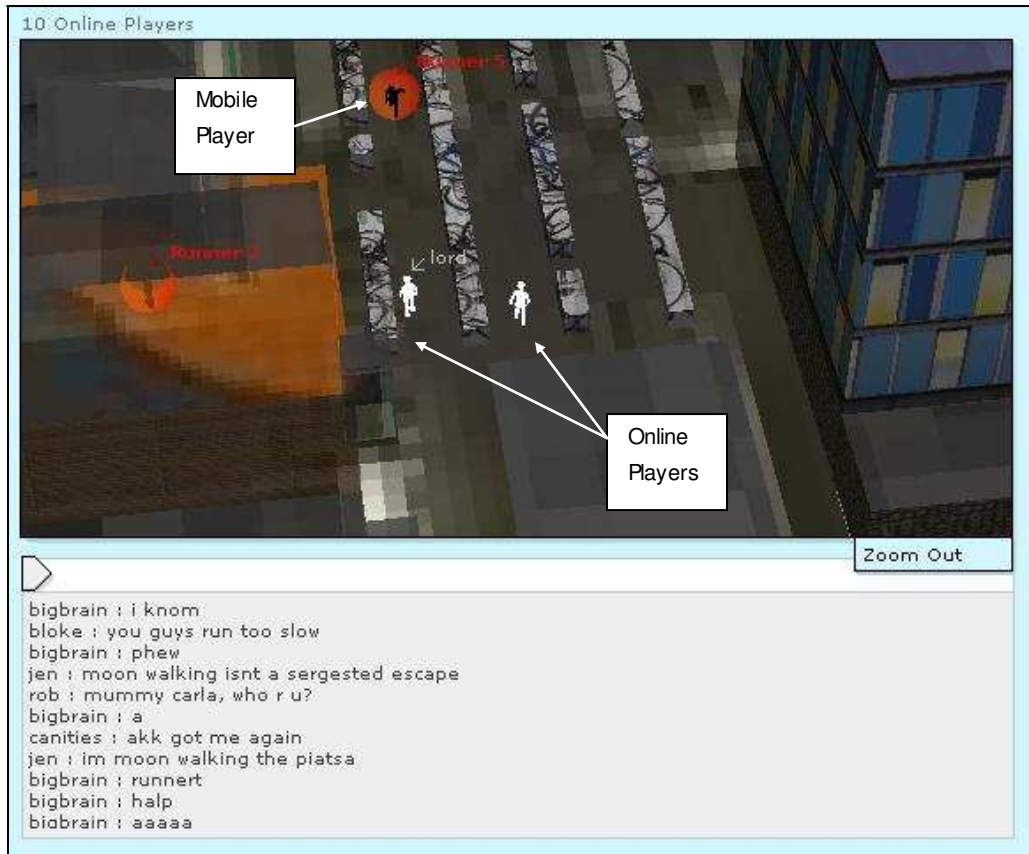 10 Online Players
Runner 5
Mobile
Player
Runner
lord
Online
Players
Zoom Out
bigbrain : i knom
bloke : you guys run too slow
bigbrain : phew
jen : moon walking isnt a sergested escape
rob : mummy carla, who r u?
bigbrain : a
canities : akk got me again
jen : im moon walking the piatsa
bigbrain : runnert
bigbrain : halp
bigbrain : aaaaa